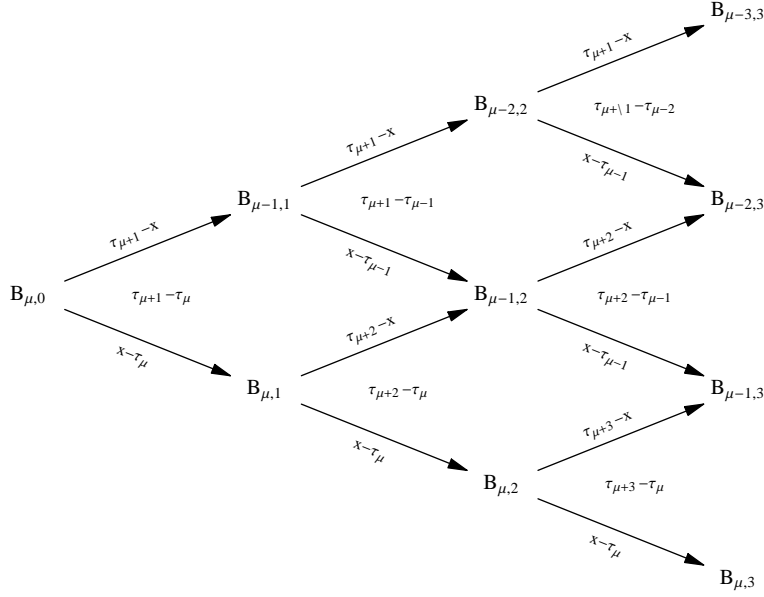 B_{μ−3,3}
τ_{μ+1}−x
B_{μ−2,2}
τ_{μ+\ 1}−τ_{μ−2}
τ_{μ+1}−x
x−τ_{μ−1}
B_{μ−1,1}
τ_{μ+1}−τ_{μ−1}
B_{μ−2,3}
τ_{μ+1}−x
τ_{μ+2}−x
x−τ_{μ−1}
B_{μ,0}
τ_{μ+1}−τ_μ
B_{μ−1,2}
τ_{μ+2}−τ_{μ−1}
τ_{μ+2}−x
x−τ_μ
x−τ_{μ−1}
B_{μ,1}
τ_{μ+2}−τ_μ
B_{μ−1,3}
τ_{μ+3}−x
x−τ_μ
B_{μ,2}
τ_{μ+3}−τ_μ
x−τ_μ
B_{μ,3}